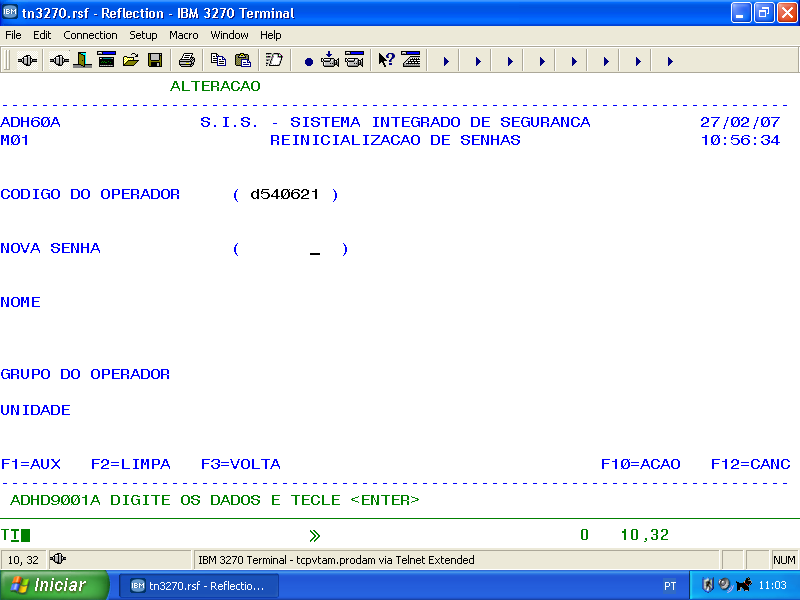 tn3270.rsf - Reflection - IBM 3270 Terminal
File Edit Connection Setup Macro Window Help
ALTERACAO
ADH60A S.I.S. - SISTEMA INTEGRADO DE SEGURANCA 27/02/07
M01 REINICIALIZACAO DE SENHAS 10:56:34
CODIGO DO OPERADOR ( d540621 )
NOVA SENHA ( _ )
NOME
GRUPO DO OPERADOR
UNIDADE
F1=AUX F2=LIMPA F3=VOLTA F10=ACAO F12=CANC
ADHD9001A DIGITE OS DADOS E TECLE <ENTER>
TI » 0 10,32
10, 32 IBM 3270 Terminal - tcpvtam.prodam via Telnet Extended NUM
Iniciar IBM tn3270.rsf - Reflectio... PT 11:03